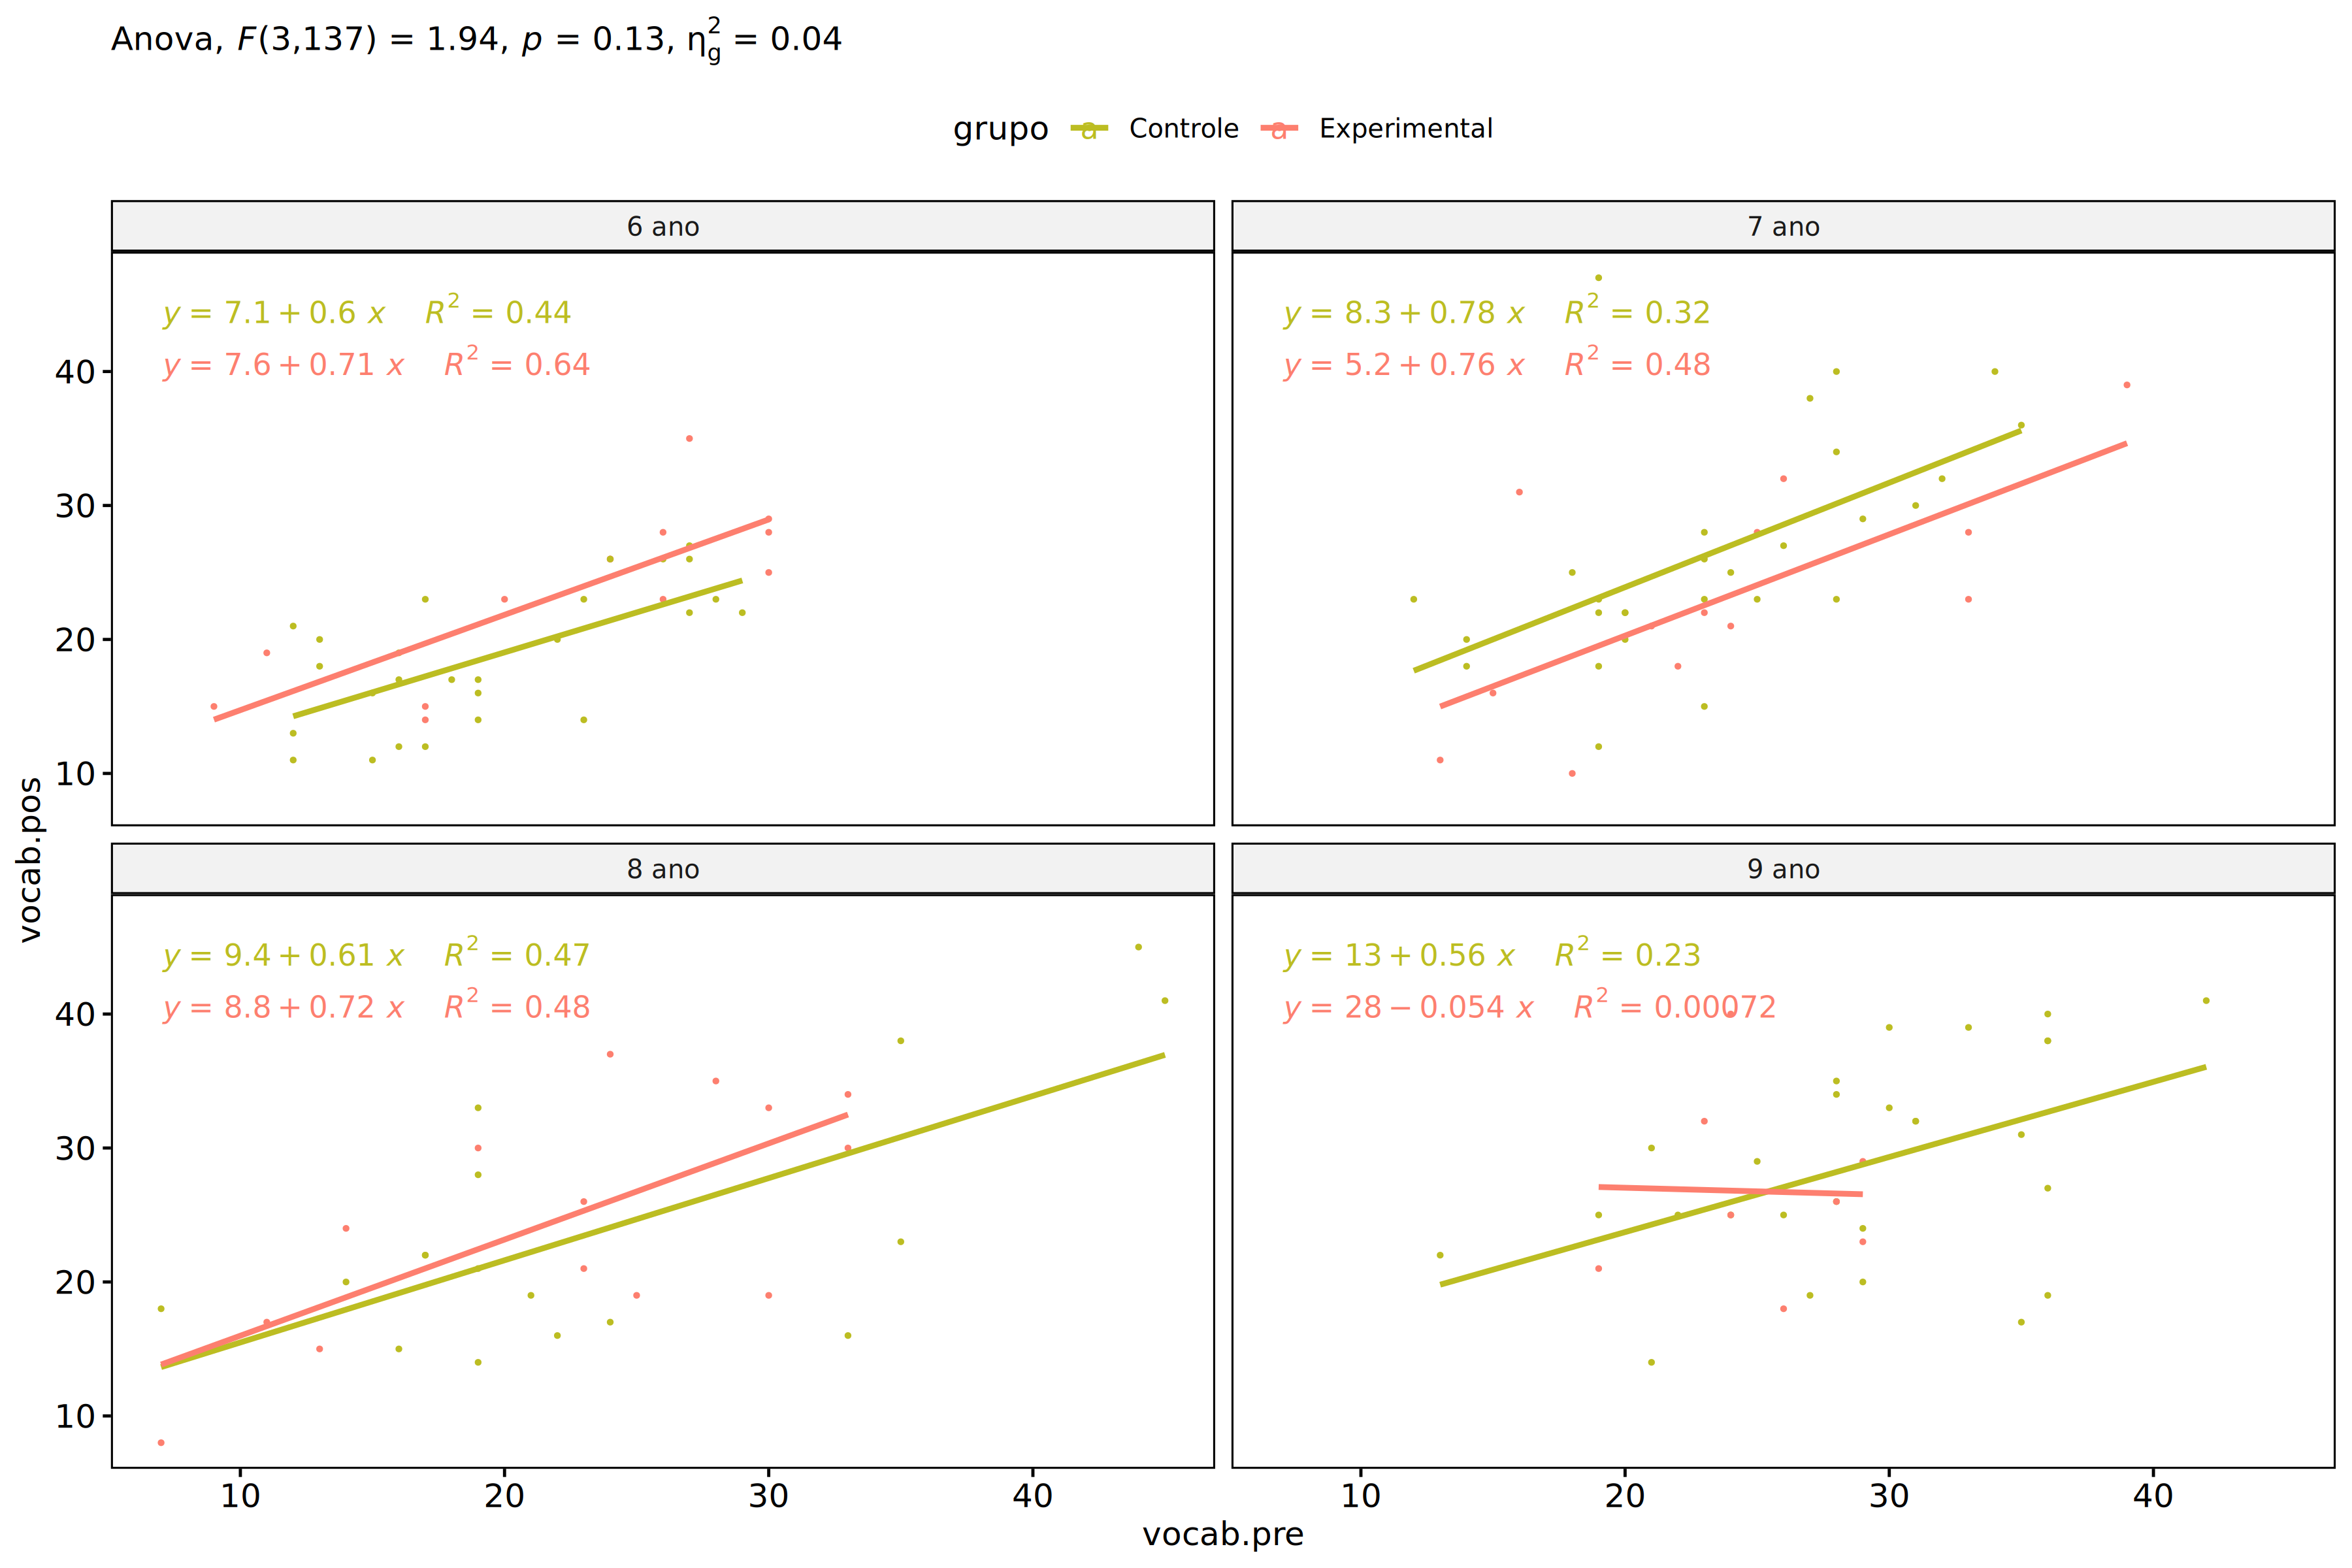 Anova, F(3,137) = 1.94, p = 0.13, η²g = 0.04
grupo a Controle a Experimental
6 ano
y = 7.1 + 0.6 x R² = 0.44
y = 7.6 + 0.71 x R² = 0.64
40
30
20
10
7 ano
y = 8.3 + 0.78 x R² = 0.32
y = 5.2 + 0.76 x R² = 0.48
vocab.pos
8 ano
y = 9.4 + 0.61 x R² = 0.47
y = 8.8 + 0.72 x R² = 0.48
40
30
20
10
9 ano
y = 13 + 0.56 x R² = 0.23
y = 28 − 0.054 x R² = 0.00072
10 20 30 40 10 20 30 40
vocab.pre